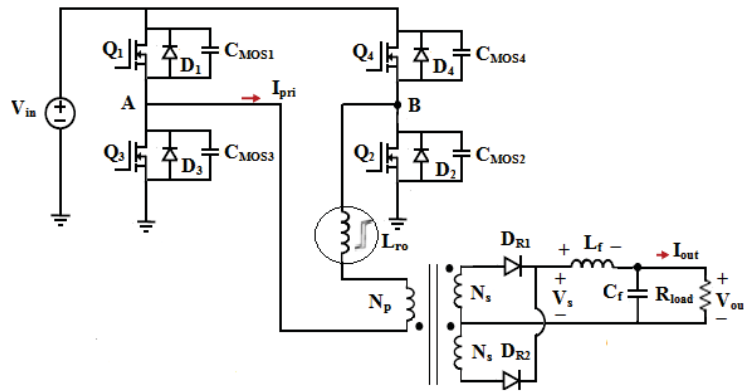 Q1 D1 CMOS1 Q4 D4 CMOS4
Ipri
A B
Vin + −
Q3 D3 CMOS3 Q2 D2 CMOS2
Lro
DR1 + Lf − Iout
Np Ns + Vs − Cf Rload + Vou −
Ns DR2